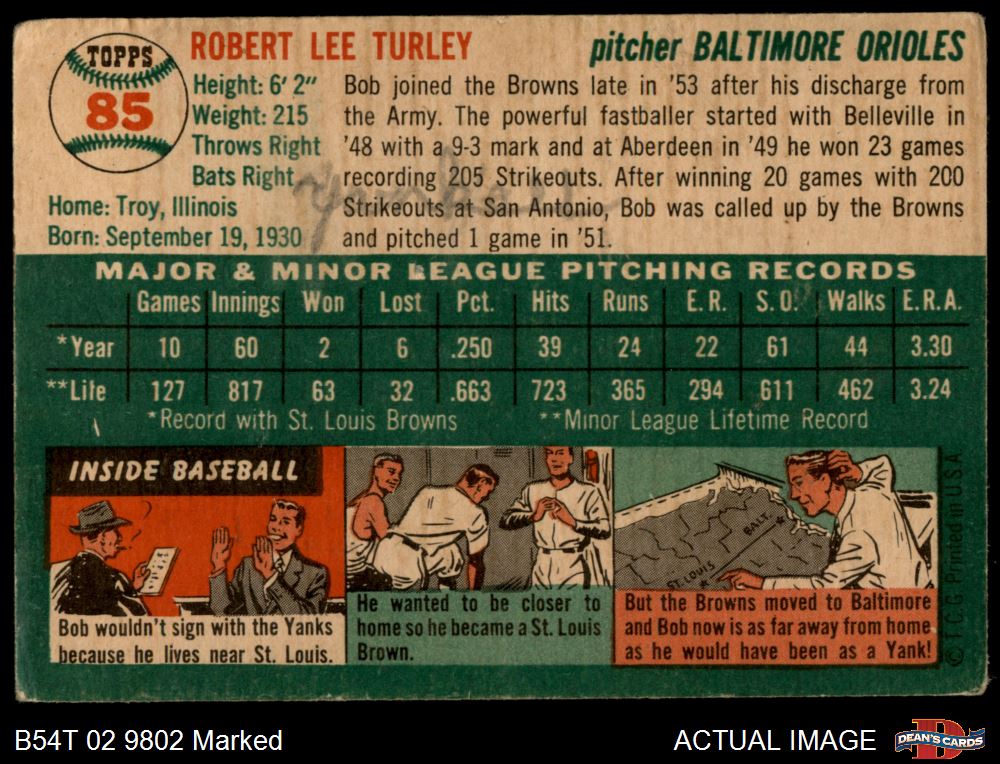 TOPPS
85
ROBERT LEE TURLEY
pitcher BALTIMORE ORIOLES
Height: 6' 2"
Weight: 215
Throws Right
Bats Right
Home: Troy, Illinois
Born: September 19, 1930
Bob joined the Browns late in '53 after his discharge from
the Army. The powerful fastballer started with Belleville in
'48 with a 9-3 mark and at Aberdeen in '49 he won 23 games
recording 205 Strikeouts. After winning 20 games with 200
Strikeouts at San Antonio, Bob was called up by the Browns
and pitched 1 game in '51.
MAJOR & MINOR LEAGUE PITCHING RECORDS
Games Innings Won Lost Pct. Hits Runs E.R. S.O. Walks E.R.A.
*Year 10 60 2 6 .250 39 24 22 61 44 3.30
**Life 127 817 63 32 .663 723 365 294 611 462 3.24
*Record with St. Louis Browns **Minor League Lifetime Record
INSIDE BASEBALL
Bob wouldn't sign with the Yanks
because he lives near St. Louis.
He wanted to be closer to
home so he became a St. Louis
Brown.
BALT.
ST. LOUIS
But the Browns moved to Baltimore
and Bob now is as far away from home
as he would have been as a Yank!
© T.C.G. Printed in U.S.A.
B54T 02 9802 Marked
ACTUAL IMAGE
DEAN'S CARDS